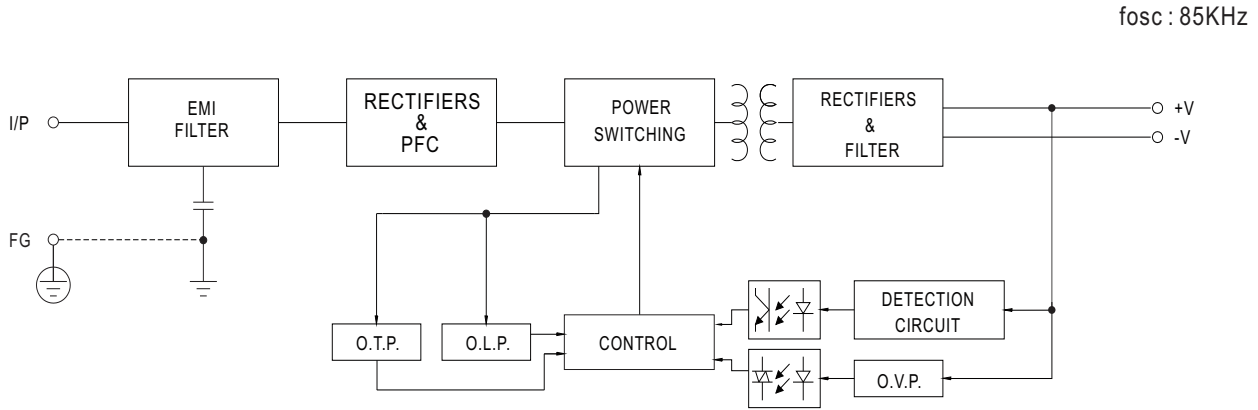 fosc : 85KHz
I/P
EMI
FILTER
RECTIFIERS
&
PFC
POWER
SWITCHING
RECTIFIERS
&
FILTER
+V
-V
FG
O.T.P.
O.L.P.
CONTROL
DETECTION
CIRCUIT
O.V.P.